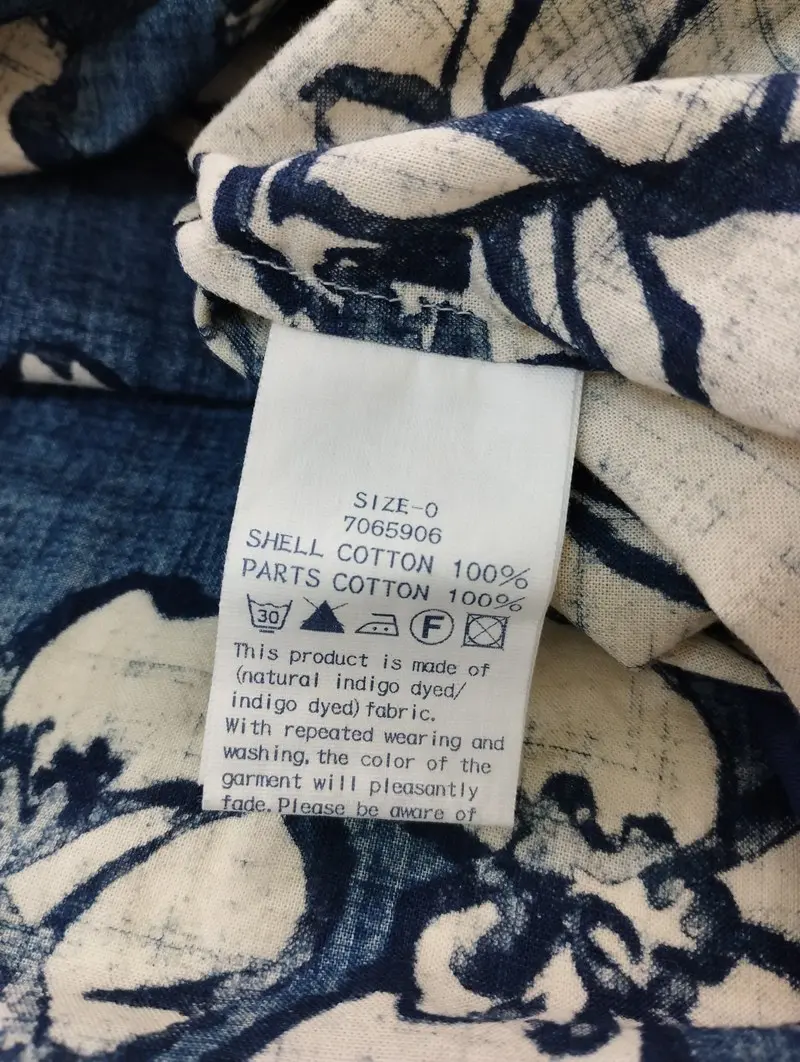 SIZE-0
7065906
SHELL COTTON 100%
PARTS COTTON 100%
30 F
This product is made of
(natural indigo dyed/
indigo dyed)fabric.
With repeated wearing and
washing,the color of the
garment will pleasantly
fade.Please be aware of